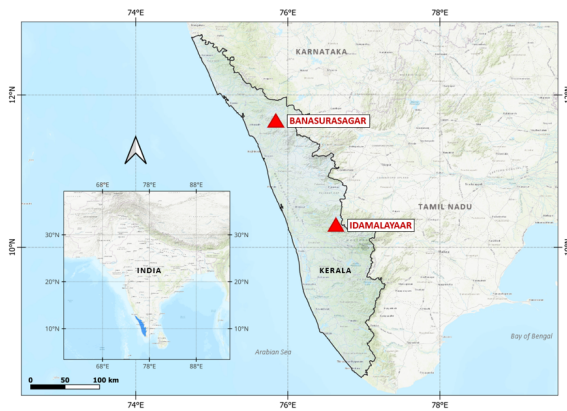 74°E 76°E 78°E
KARNATAKA
12°N
BANASURASAGAR
68°E 78°E 88°E
TAMIL NADU
IDAMALAYAAR
30°N 30°N
10°N 10°N
INDIA
KERALA
20°N 20°N
10°N 10°N
Bay of Bengal
Arabian Sea
68°E 78°E 88°E
0 50 100 km
74°E 76°E 78°E